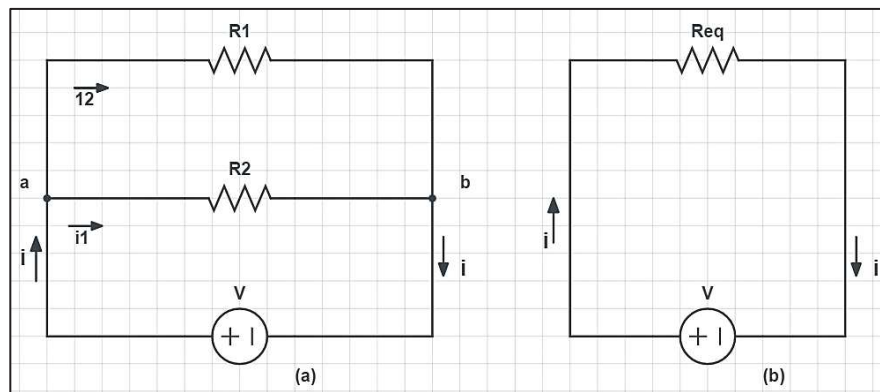 R1
Req
12
R2
a
b
i1
i
i
i
i
V
V
+ |
+ |
(a)
(b)